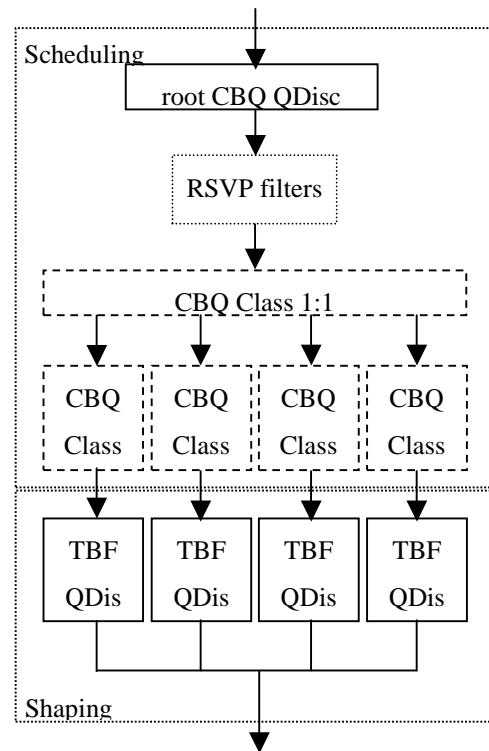 Scheduling
root CBQ QDisc
RSVP filters
CBQ Class 1:1
CBQ CBQ CBQ CBQ
Class Class Class Class
TBF TBF TBF TBF
QDis QDis QDis QDis
Shaping